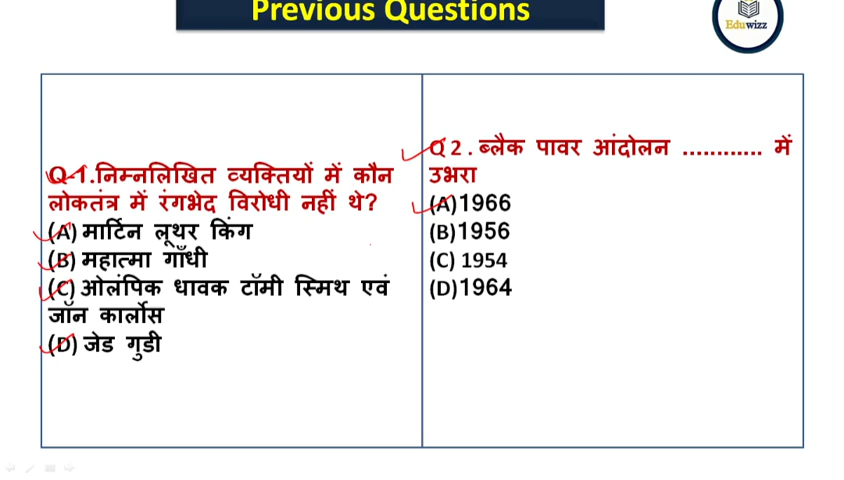 Previous Questions
Eduwizz
Q 1.निम्नलिखित व्यक्तियों में कौन
लोकतंत्र में रंगभेद विरोधी नहीं थे?
(A) मार्टिन लूथर किंग
(B) महात्मा गाँधी
(C) ओलंपिक धावक टॉमी स्मिथ एवं
जॉन कार्लोस
(D) जेड गुडी
Q 2 . ब्लैक पावर आंदोलन ............ में
उभरा
(A)1966
(B)1956
(C) 1954
(D)1964